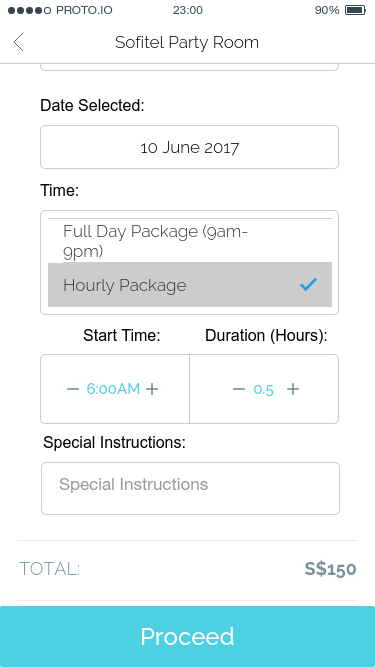 PROTO.IO 23:00 90%
Sofitel Party Room
Date Selected:
10 June 2017
Time:
Full Day Package (9am-
9pm)
Hourly Package
Start Time: Duration (Hours):
− 6:00AM + − 0.5 +
Special Instructions:
Special Instructions
TOTAL: S$150
Proceed